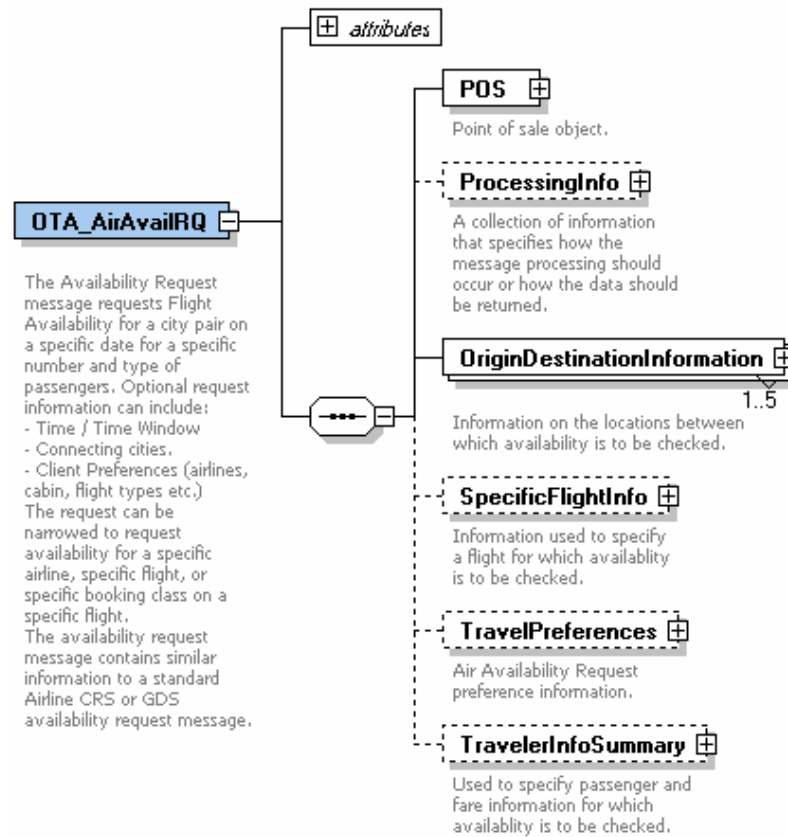 attributes
POS
Point of sale object.
ProcessingInfo
A collection of information
that specifies how the
message processing should
occur or how the data should
be returned.
OTA_AirAvailRQ
The Availability Request
message requests Flight
Availability for a city pair on
a specific date for a specific
number and type of
passengers. Optional request
information can include:
- Time / Time Window
- Connecting cities.
- Client Preferences (airlines,
cabin, flight types etc.)
The request can be
narrowed to request
availability for a specific
airline, specific flight, or
specific booking class on a
specific flight.
The availability request
message contains similar
information to a standard
Airline CRS or GDS
availability request message.
OriginDestinationInformation
1..5
Information on the locations between
which availability is to be checked.
SpecificFlightInfo
Information used to specify
a flight for which availablity
is to be checked.
TravelPreferences
Air Availability Request
preference information.
TravelerInfoSummary
Used to specify passenger and
fare information for which
availablity is to be checked.